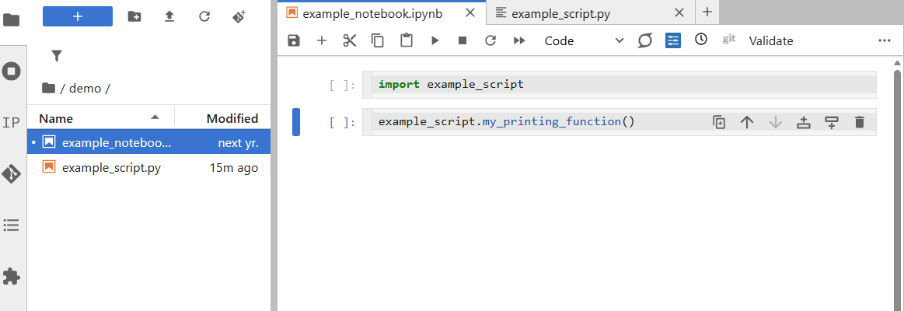 +
example_notebook.ipynb
example_script.py
+
Code
git
Validate
...
/ demo /
Name
Modified
example_noteboo...
next yr.
example_script.py
15m ago
IP
[ ]:
import example_script
[ ]:
example_script.my_printing_function()